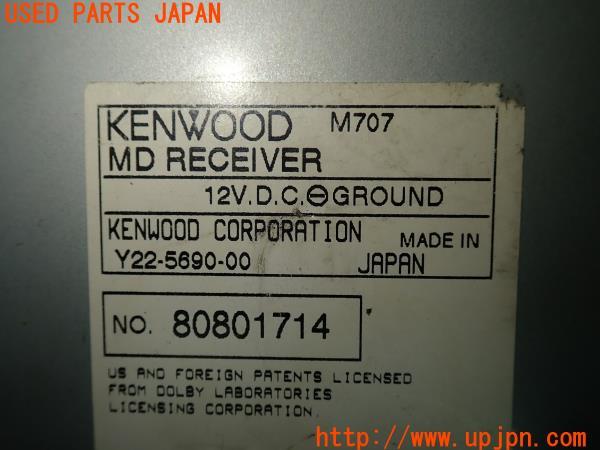 USED PARTS JAPAN
KENWOOD M707
MD RECEIVER
12V.D.C.⊖GROUND
KENWOOD CORPORATION MADE IN
Y22-5690-00 JAPAN
NO. 80801714
US AND FOREIGN PATENTS LICENSED
FROM DOLBY LABORATORIES
LICENSING CORPORATION.
http://www.upjpn.com/